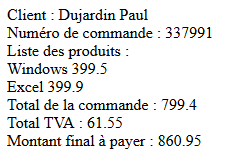 Client : Dujardin Paul
Numéro de commande : 337991
Liste des produits :
Windows 399.5
Excel 399.9
Total de la commande : 799.4
Total TVA : 61.55
Montant final à payer : 860.95